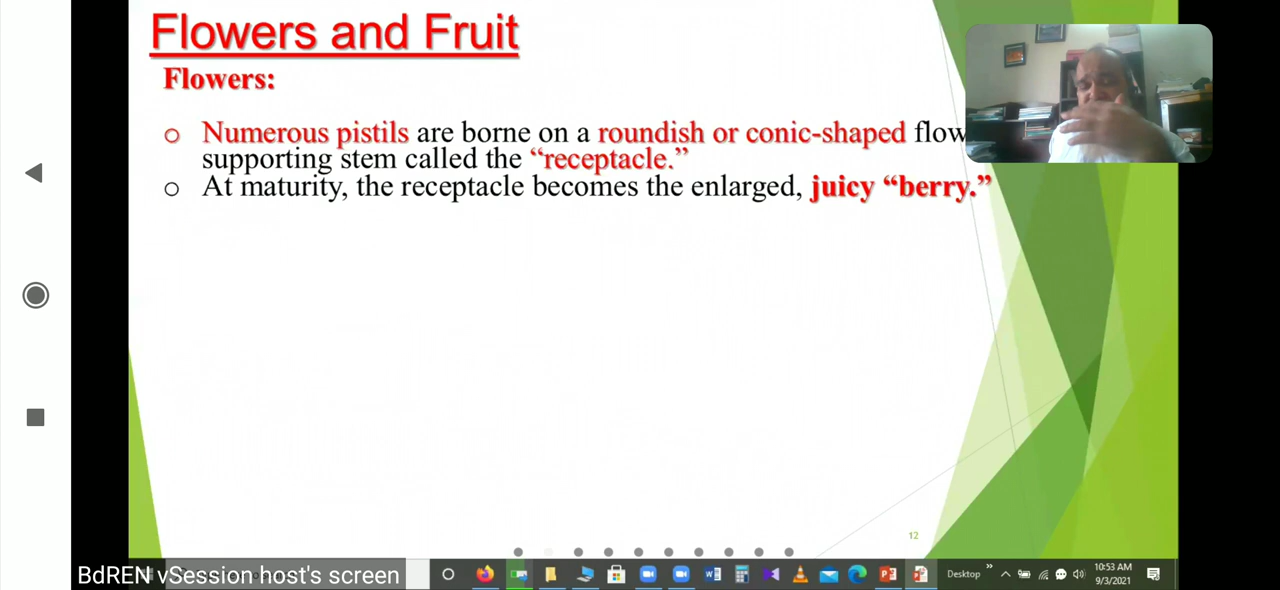 Flowers and Fruit
Flowers:
Numerous pistils are borne on a roundish or conic-shaped flow
supporting stem called the “receptacle.”
At maturity, the receptacle becomes the enlarged, juicy “berry.”
12
BdREN vSession host's screen
Desktop
10:53 AM
9/3/2021